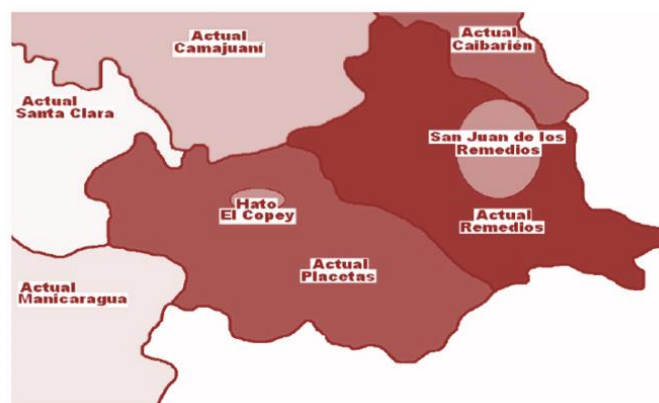 Actual
Camajuaní
Actual
Caibarién
Actual
Santa Clara
San Juan de los
Remedios
Hato
El Copey
Actual
Remedios
Actual
Placetas
Actual
Manicaragua